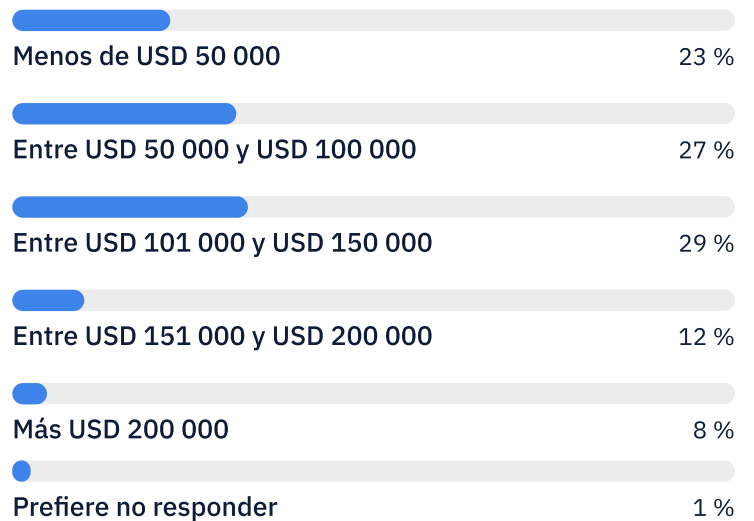 Menos de USD 50 000 23 %
Entre USD 50 000 y USD 100 000 27 %
Entre USD 101 000 y USD 150 000 29 %
Entre USD 151 000 y USD 200 000 12 %
Más USD 200 000 8 %
Prefiere no responder 1 %